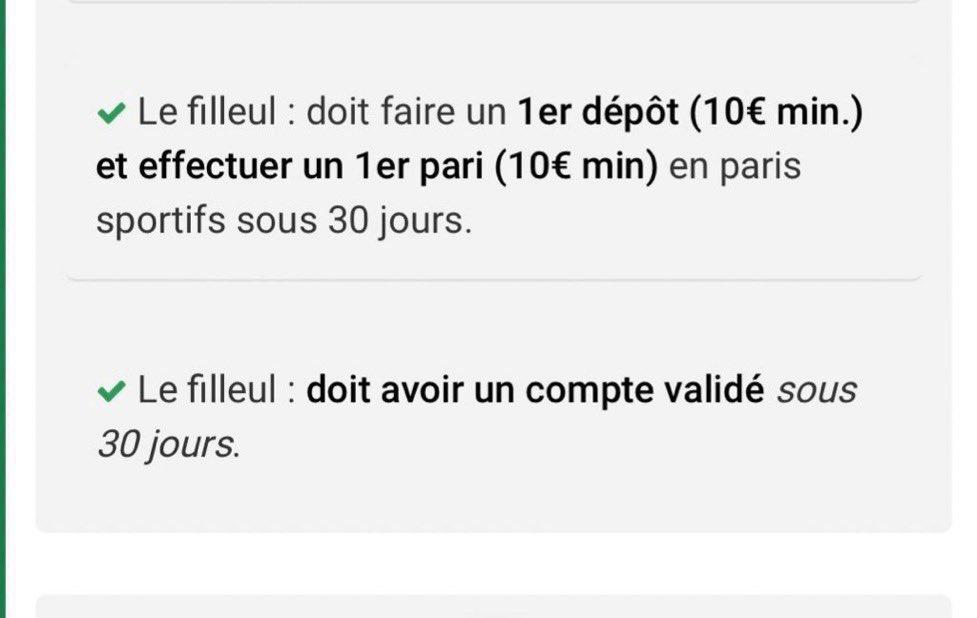 Le filleul : doit faire un 1er dépôt (10€ min.)
et effectuer un 1er pari (10€ min) en paris
sportifs sous 30 jours.
Le filleul : doit avoir un compte validé sous
30 jours.